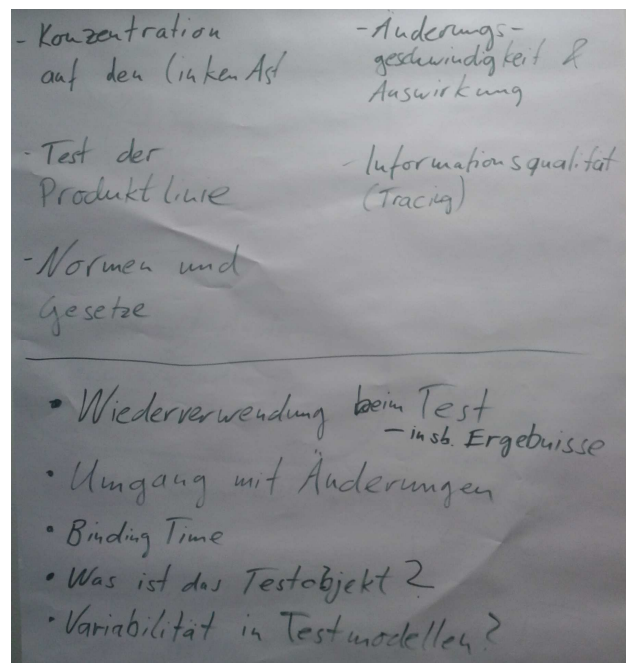 - Konzentration
auf den linken Ast
- Test der
Produktlinie
- Normen und
Gesetze
- Änderungs-
geschwindigkeit &
Auswirkung
- Informationsqualität
(Tracing)
• Wiederverwendung beim Test
- insb. Ergebnisse
• Umgang mit Änderungen
• Binding Time
• Was ist das Testobjekt?
• Variabilität in Testmodellen?